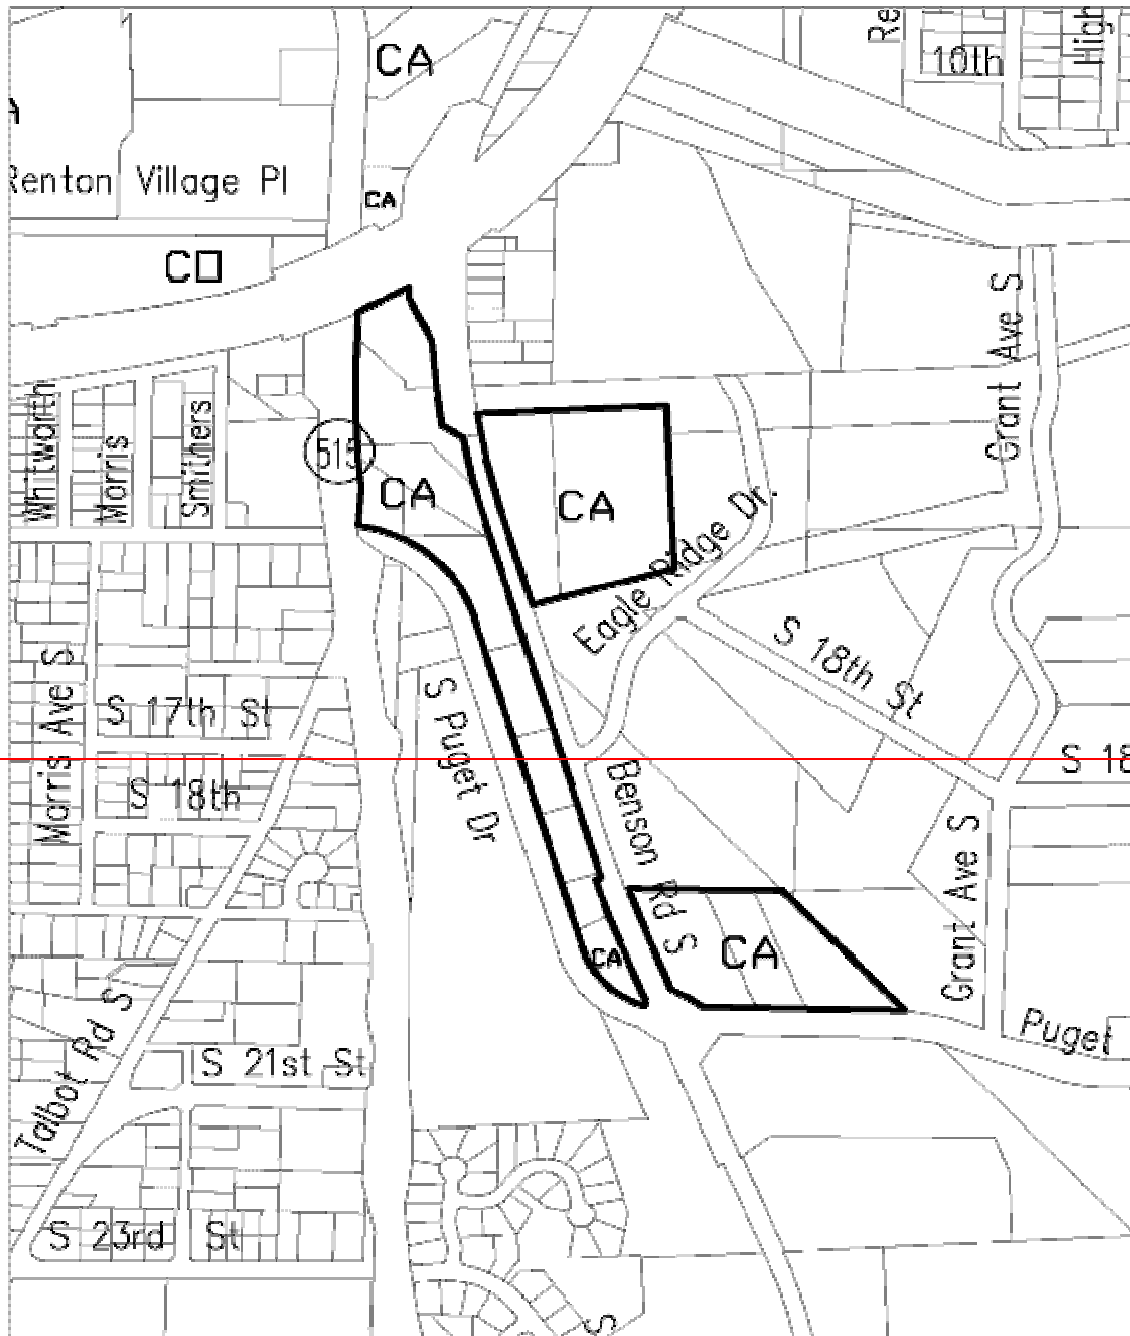 Re
High
10th
CA
Renton Village Pl
CA
CO
Grant Ave S
Whitworth
Morris
Smithers
515
CA
CA
Eagle Ridge Dr.
S 18th St
S 17th St
Morris Ave S
S Puget Dr
S 18
S 18th
Benson Rd S
Grant Ave S
CA
CA
Talbot Rd S
Puget
S 21st St
S 23rd St
S